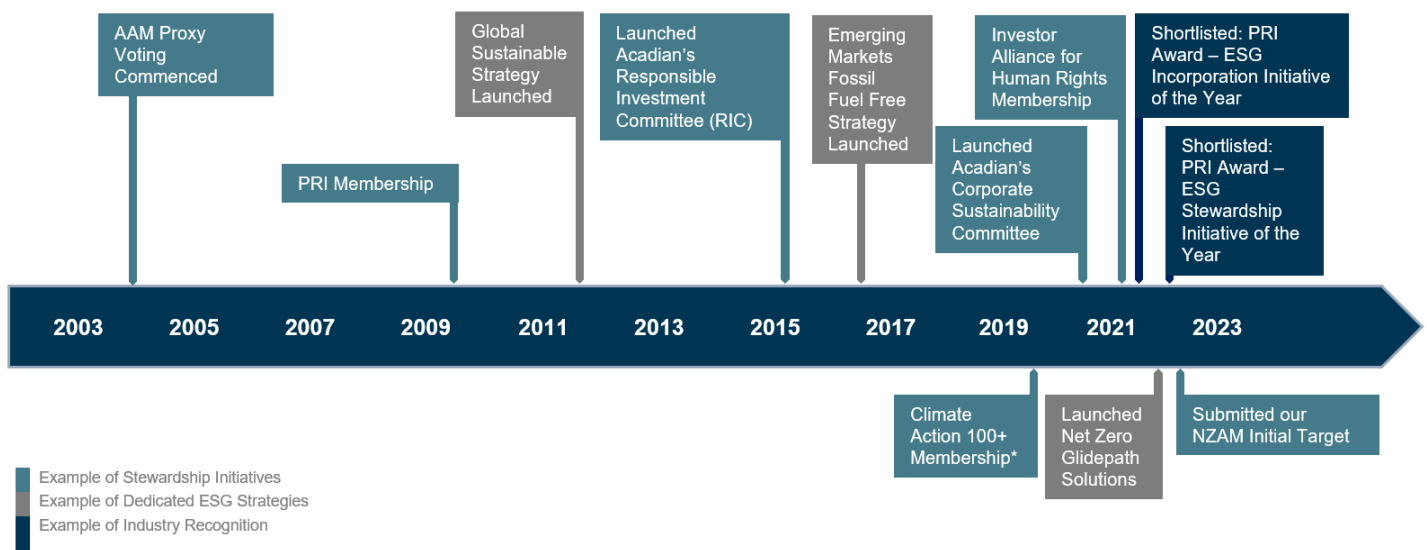 AAM Proxy
Voting
Commenced
PRI Membership
Global
Sustainable
Strategy
Launched
Launched
Acadian’s
Responsible
Investment
Committee (RIC)
Emerging
Markets
Fossil
Fuel Free
Strategy
Launched
Launched
Acadian’s
Corporate
Sustainability
Committee
Investor
Alliance for
Human Rights
Membership
Shortlisted: PRI
Award – ESG
Incorporation Initiative
of the Year
Shortlisted:
PRI Award –
ESG
Stewardship
Initiative of the
Year
2003 2005 2007 2009 2011 2013 2015 2017 2019 2021 2023
Climate
Action 100+
Membership*
Launched
Net Zero
Glidepath
Solutions
Submitted our
NZAM Initial Target
Example of Stewardship Initiatives
Example of Dedicated ESG Strategies
Example of Industry Recognition